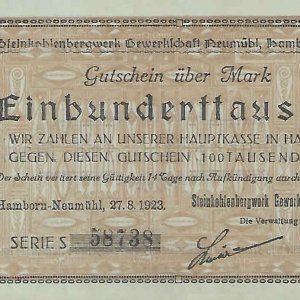 Steinkohlenbergwerk Gewerkschaft Neumühl, Hamb
Gutschein über Mark
Einhunderttaus
WIR ZAHLEN AN UNSERER HAUPTKASSE IN HA
GEGEN DIESEN GUTSCHEIN 100 TAUSEND
Der Schein verliert seine Gültigkeit 14 Tage nach Aufkündigung durch
Hamborn-Neumühl, 27.8.1923.
Steinkohlenbergwerk Gewerk
Die Verwaltung
SERIE S 58738